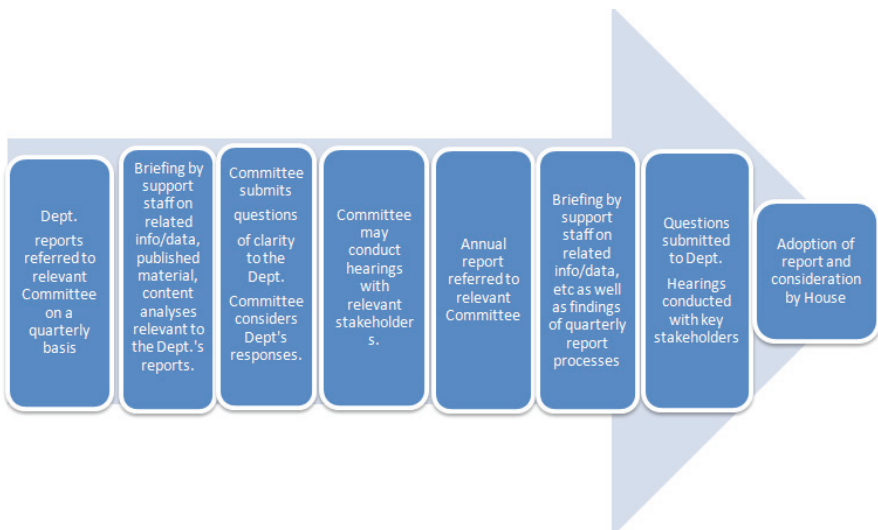 Dept.
reports
referred to
relevant
Committee
on a
quarterly
basis
Briefing by
support
staff on
related
info/data,
published
material,
content
analyses
relevant to
the Dept.'s
reports.
Committee
submits
questions
of clarity
to the
Dept.
Committee
considers
Dept's
responses.
Committee
may
conduct
hearings
with
relevant
stakeholder
s.
Annual
report
referred to
relevant
Committee
Briefing by
support
staff on
related
info/data,
etc as well
as findings
of quarterly
report
processes
Questions
submitted
to Dept.
Hearings
conducted
with key
stakeholders
Adoption of
report and
consideration
by House